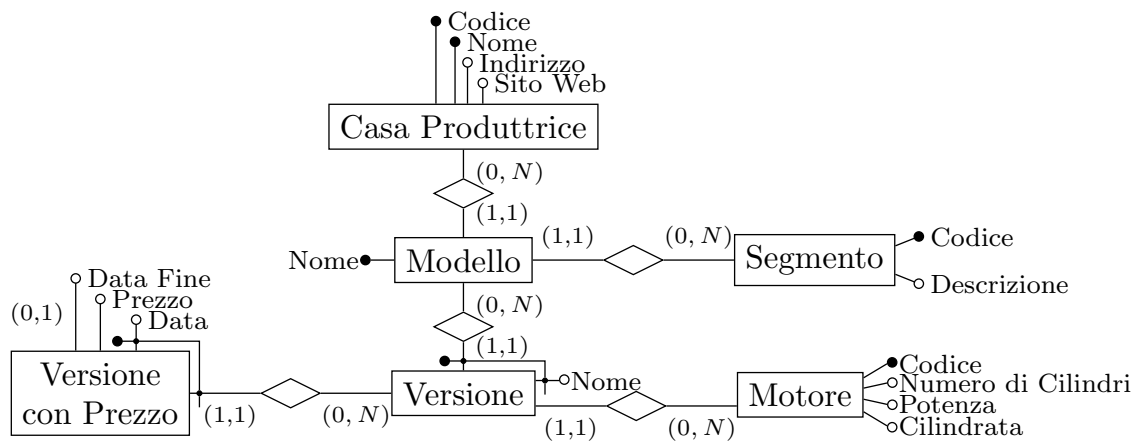 Codice
Nome
Indirizzo
Sito Web
Casa Produttrice
(0, N)
(1,1)
Nome
Modello
(1,1)
(0, N)
Segmento
Codice
Descrizione
(0, N)
(1,1)
Data Fine
Prezzo
Data
(0,1)
Versione
con Prezzo
(1,1)
(0, N)
Versione
Nome
(1,1)
(0, N)
Motore
Codice
Numero di Cilindri
Potenza
Cilindrata